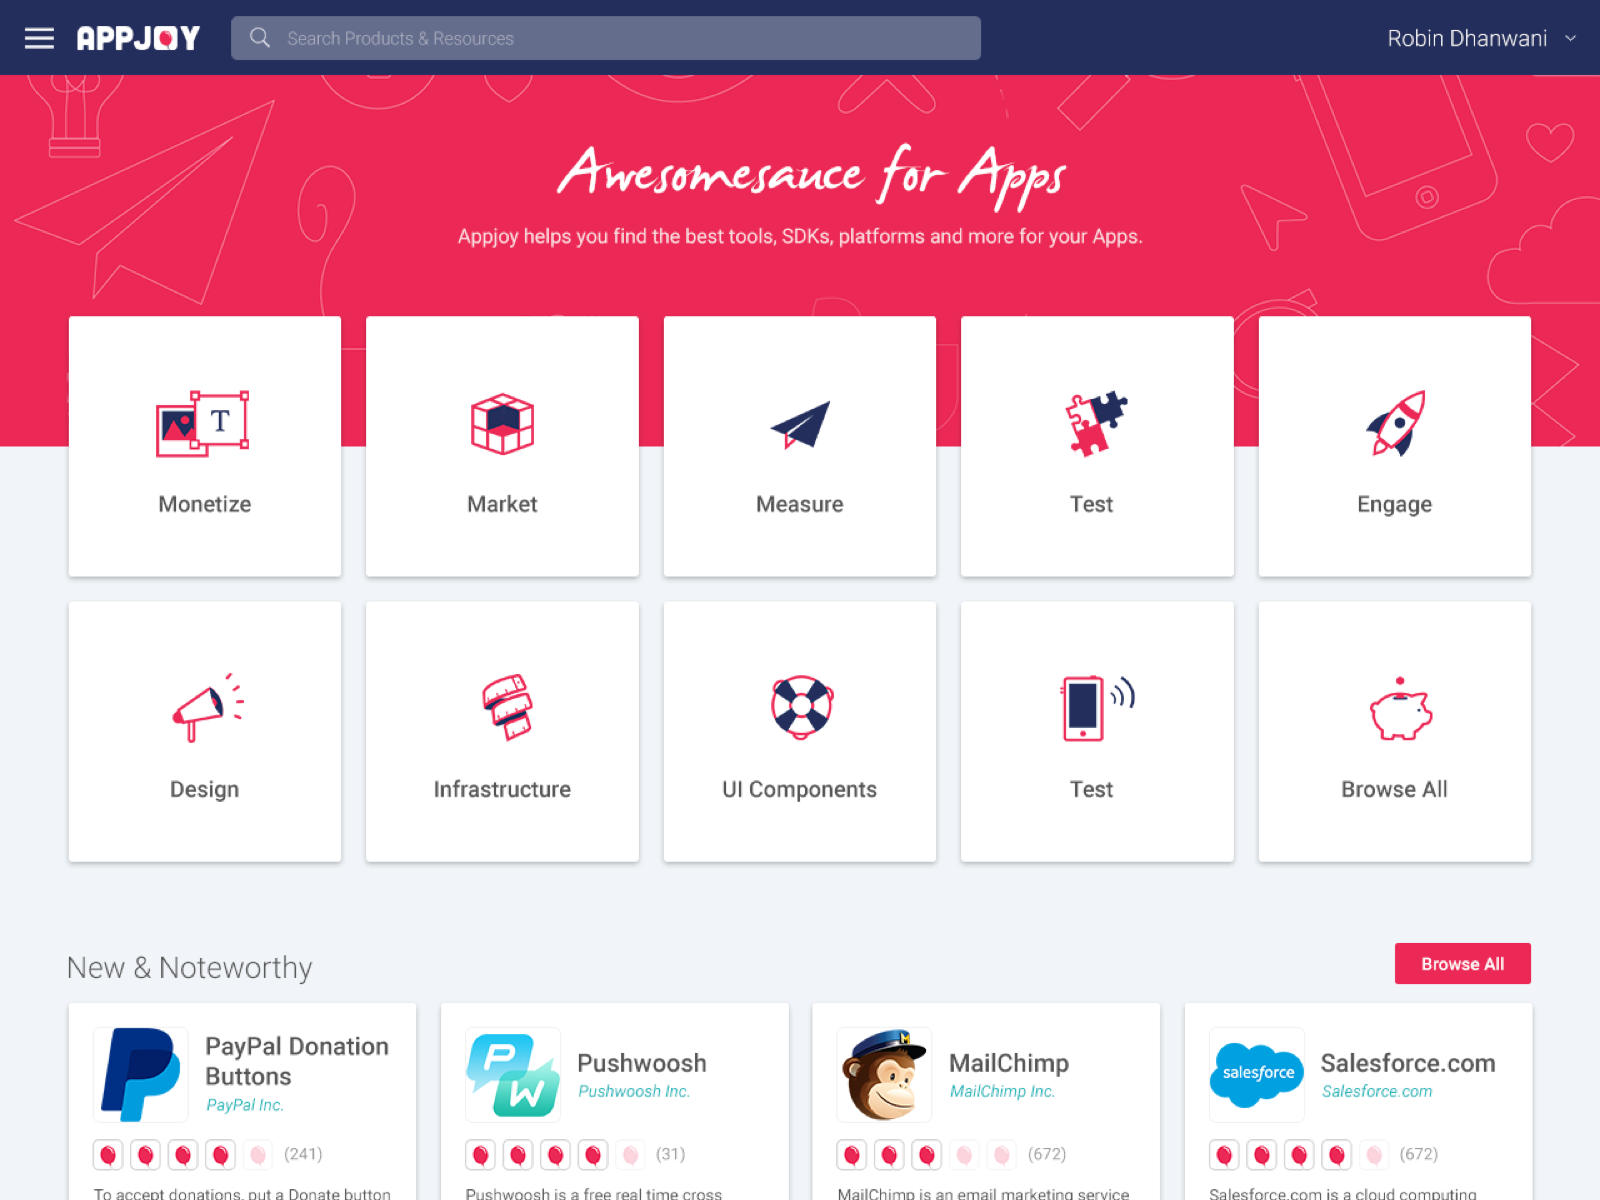 APPJOY
Search Products & Resources
Robin Dhanwani
Awesomesauce for Apps
Appjoy helps you find the best tools, SDKs, platforms and more for your Apps.
T
Monetize
Market
Measure
Test
Engage
Design
Infrastructure
UI Components
Test
Browse All
New & Noteworthy
Browse All
PayPal Donation
Buttons
PayPal Inc.
(241)
To accept donations, put a Donate button
P
W
Pushwoosh
Pushwoosh Inc.
(31)
Pushwoosh is a free real time cross
M
MailChimp
MailChimp Inc.
(672)
MailChimp is an email marketing service
salesforce
Salesforce.com
Salesforce.com
(672)
Salesforce.com is a cloud computing